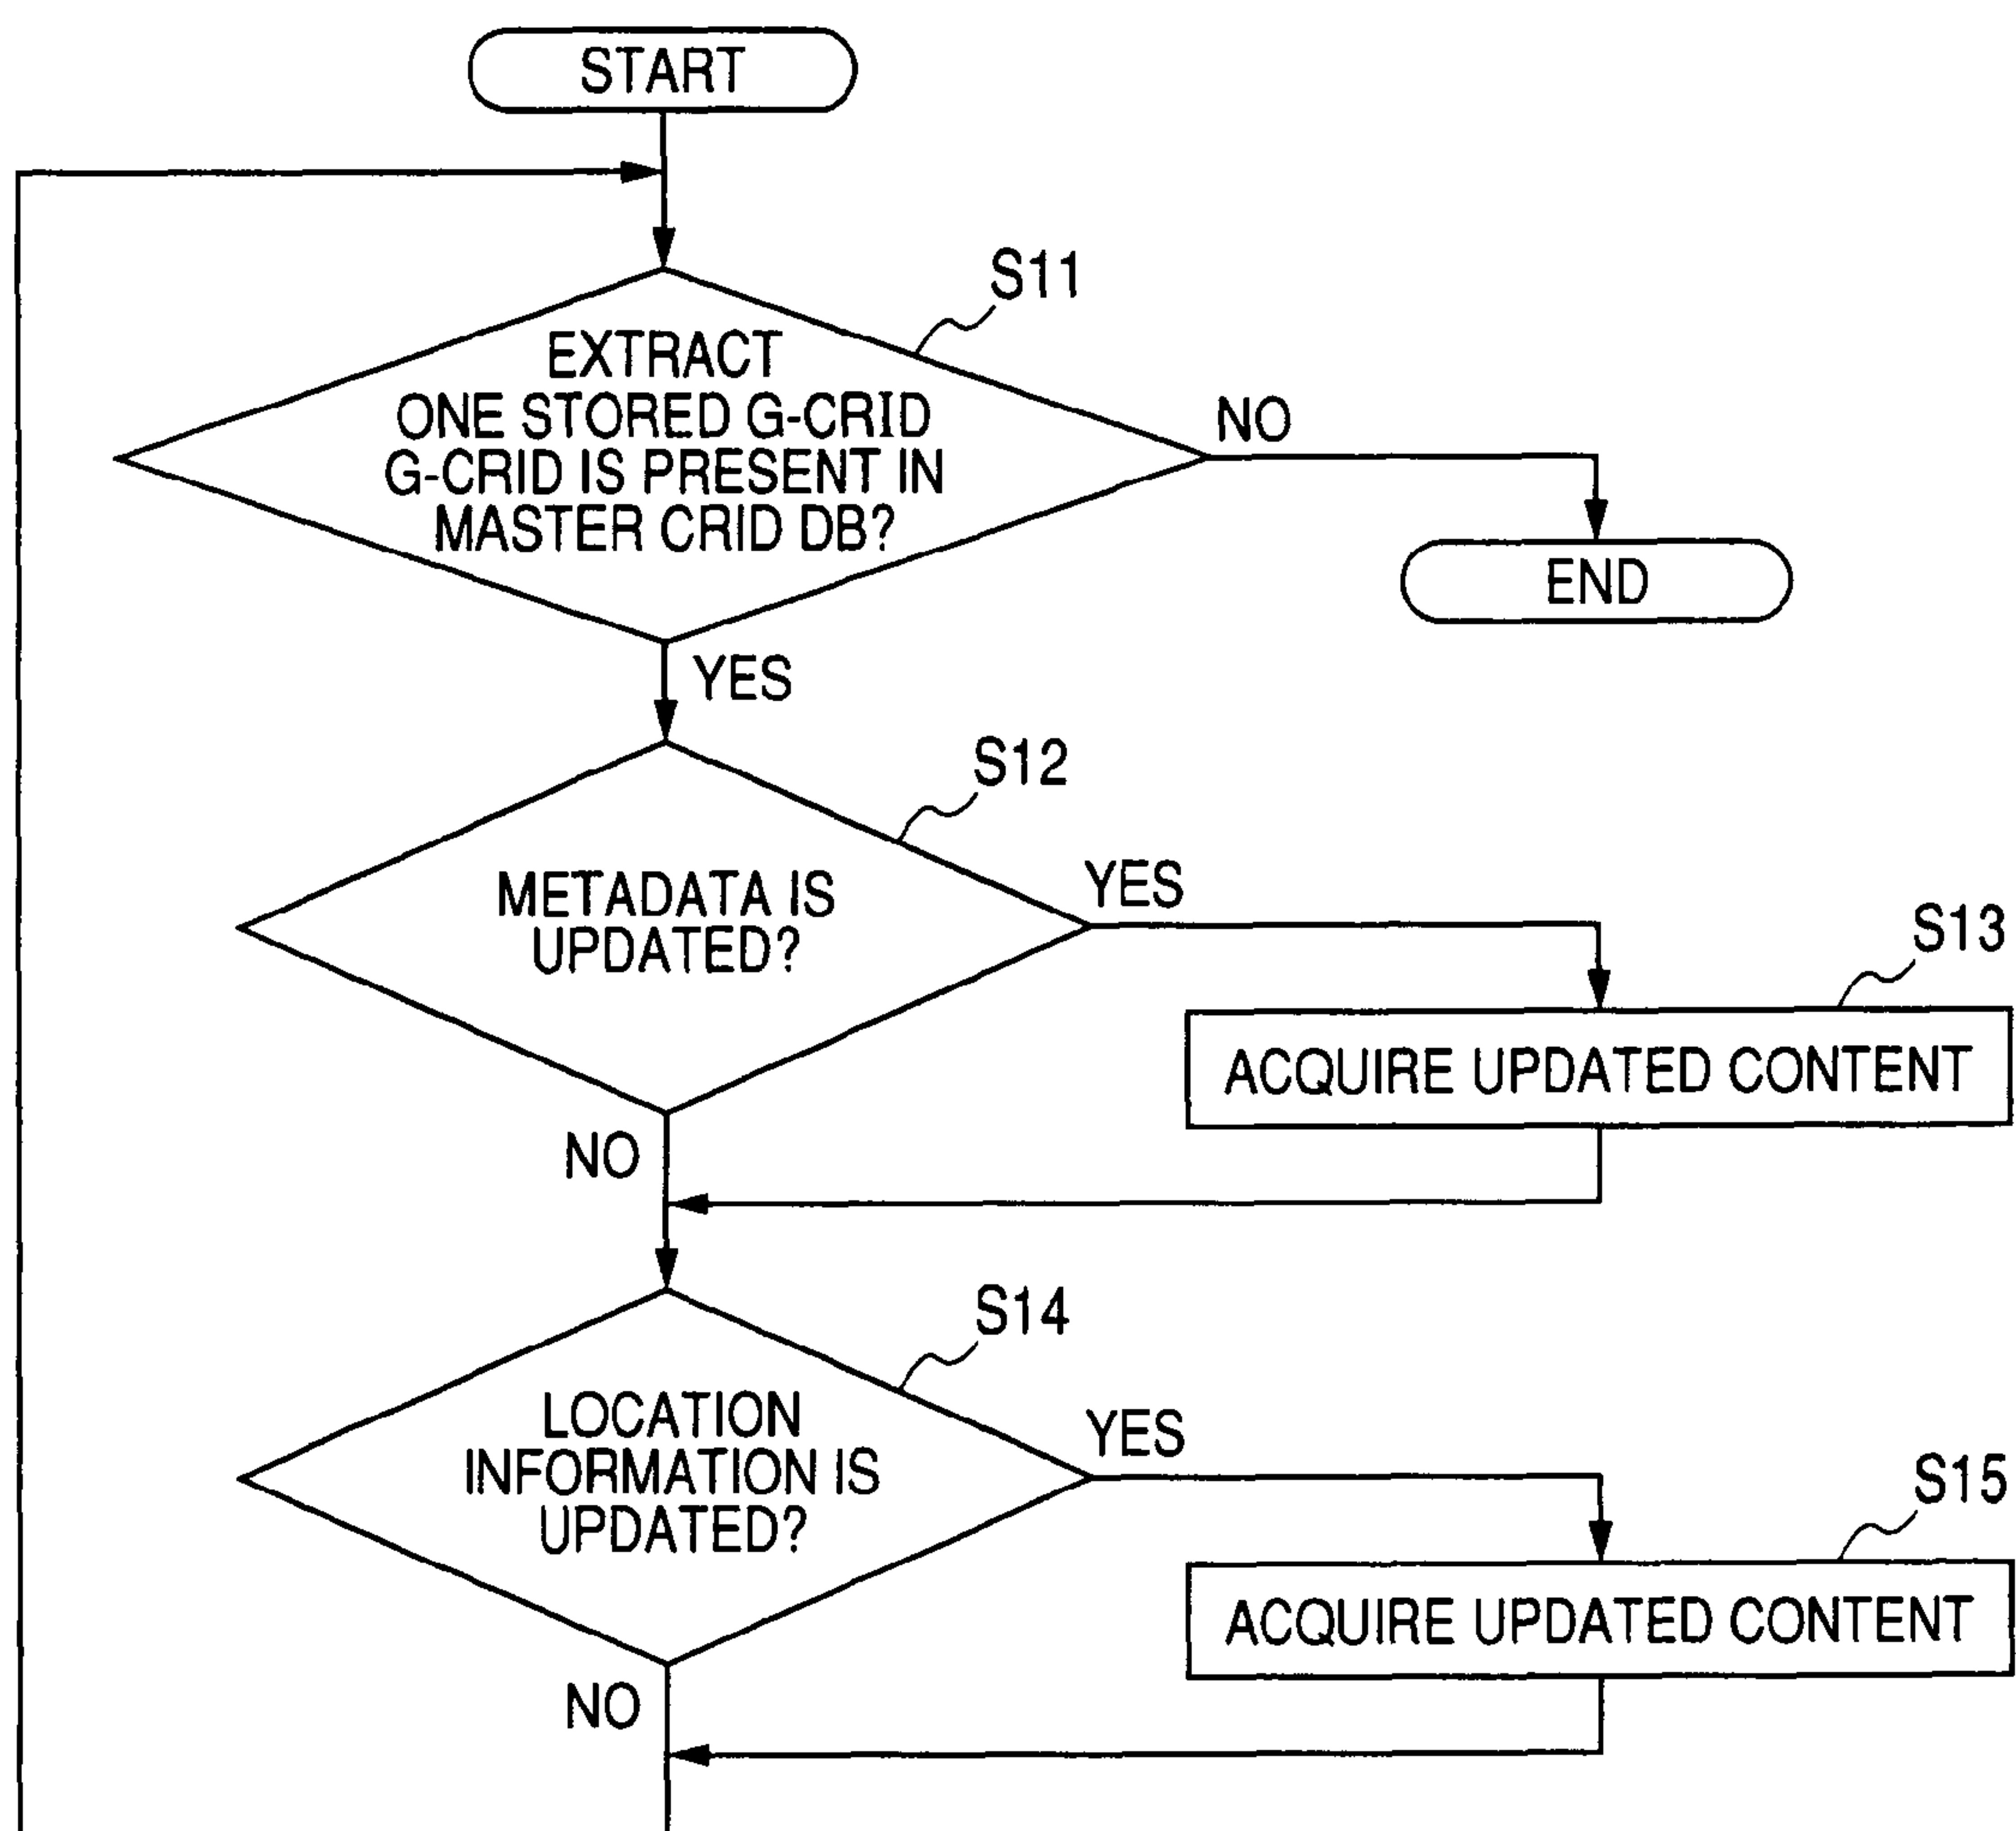 START
S11
EXTRACT
ONE STORED G-CRID
G-CRID IS PRESENT IN
MASTER CRID DB?
NO
END
YES
S12
METADATA IS
UPDATED?
YES
S13
ACQUIRE UPDATED CONTENT
NO
S14
LOCATION
INFORMATION IS
UPDATED?
YES
S15
ACQUIRE UPDATED CONTENT
NO